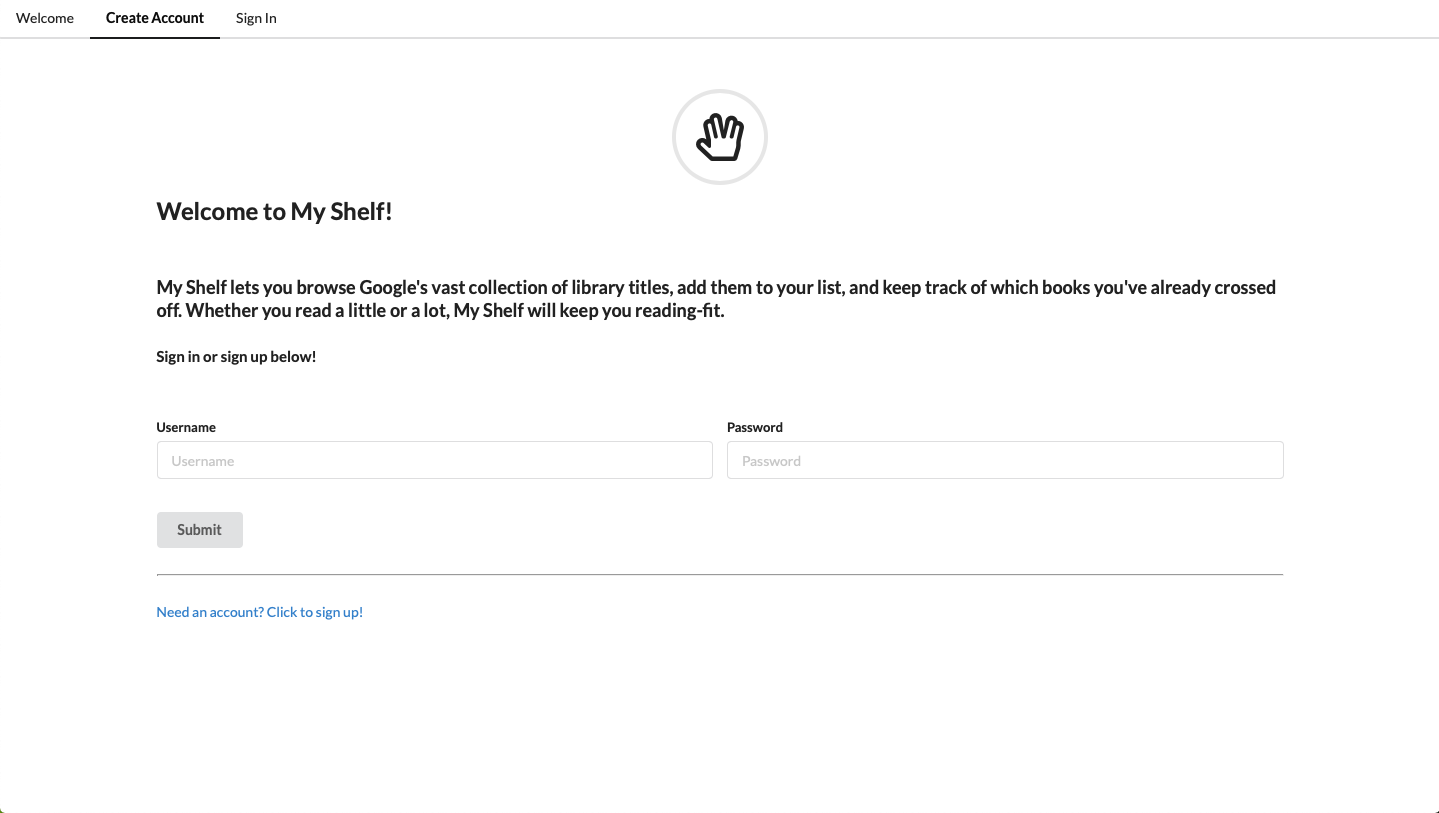 Welcome Create Account Sign In
Welcome to My Shelf!
My Shelf lets you browse Google's vast collection of library titles, add them to your list, and keep track of which books you've already crossed
off. Whether you read a little or a lot, My Shelf will keep you reading-fit.
Sign in or sign up below!
Username Password
Username Password
Submit
Need an account? Click to sign up!